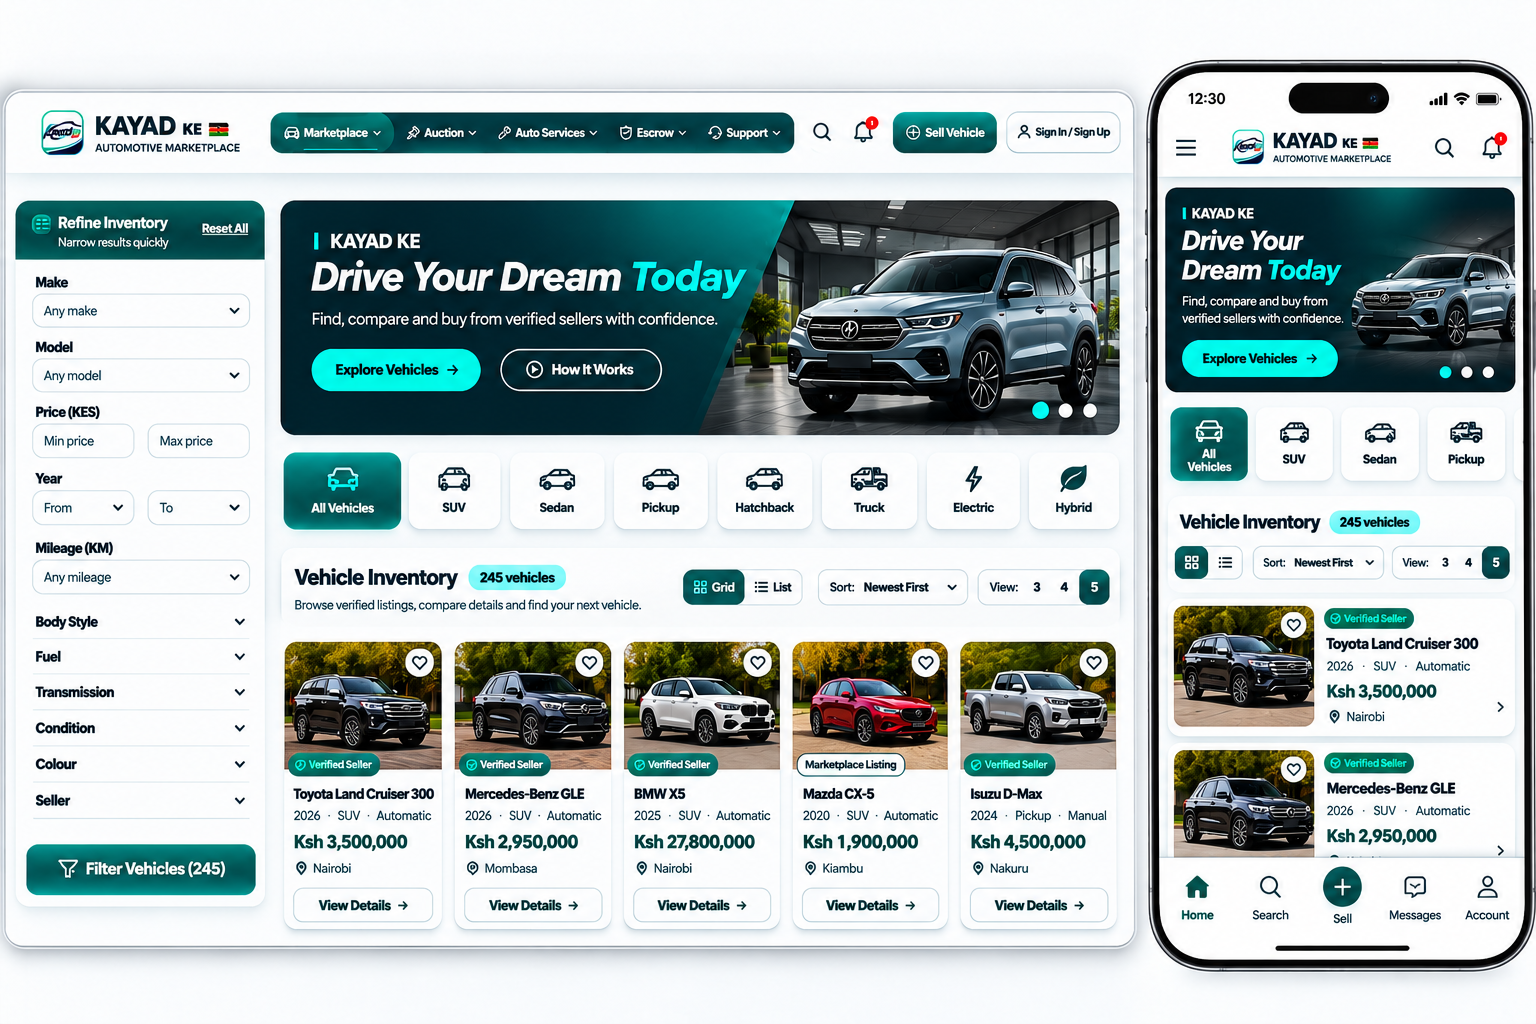 KAYAD KE
AUTOMOTIVE MARKETPLACE
Marketplace
Auction
Auto Services
Escrow
Support
Sell Vehicle
Sign In / Sign Up
Refine Inventory
Narrow results quickly
Reset All
Make
Any make
Model
Any model
Price (KES)
Min price
Max price
Year
From
To
Mileage (KM)
Any mileage
Body Style
Fuel
Transmission
Condition
Colour
Seller
Filter Vehicles (245)
KAYAD KE
Drive Your Dream Today
Find, compare and buy from verified sellers with confidence.
Explore Vehicles →
How It Works
All Vehicles
SUV
Sedan
Pickup
Hatchback
Truck
Electric
Hybrid
Vehicle Inventory
245 vehicles
Browse verified listings, compare details and find your next vehicle.
Grid
List
Sort: Newest First
View: 3 4 5
Verified Seller
Toyota Land Cruiser 300
2026 · SUV · Automatic
Ksh 3,500,000
Nairobi
View Details →
Verified Seller
Mercedes-Benz GLE
2026 · SUV · Automatic
Ksh 2,950,000
Mombasa
View Details →
Verified Seller
BMW X5
2025 · SUV · Automatic
Ksh 27,800,000
Nairobi
View Details →
Marketplace Listing
Mazda CX-5
2020 · SUV · Automatic
Ksh 1,900,000
Kiambu
View Details →
Verified Seller
Isuzu D-Max
2024 · Pickup · Manual
Ksh 4,500,000
Nakuru
View Details →
12:30
KAYAD KE
AUTOMOTIVE MARKETPLACE
KAYAD KE
Drive Your
Dream Today
Find, compare and buy from
verified sellers with confidence.
Explore Vehicles →
All
Vehicles
SUV
Sedan
Pickup
Vehicle Inventory
245 vehicles
Sort: Newest First
View: 3 4 5
Verified Seller
Toyota Land Cruiser 300
2026 · SUV · Automatic
Ksh 3,500,000
Nairobi
Verified Seller
Mercedes-Benz GLE
2026 · SUV · Automatic
Ksh 2,950,000
Home
Search
Sell
Messages
Account